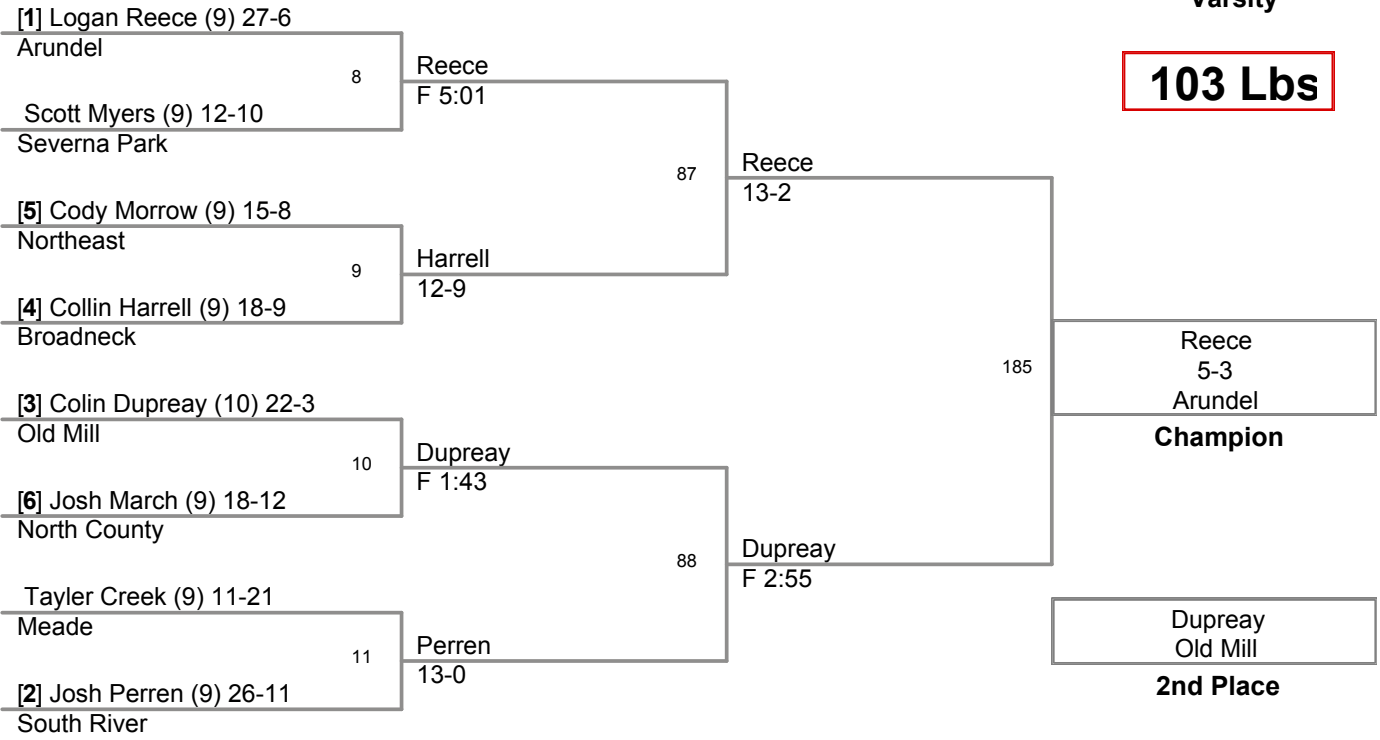 Varsity
103 Lbs
[1] Logan Reece (9) 27-6
Arundel
8
Scott Myers (9) 12-10
Severna Park
Reece
F 5:01
[5] Cody Morrow (9) 15-8
Northeast
9
[4] Collin Harrell (9) 18-9
Broadneck
Harrell
12-9
87
Reece
13-2
[3] Colin Dupreay (10) 22-3
Old Mill
10
[6] Josh March (9) 18-12
North County
Dupreay
F 1:43
Tayler Creek (9) 11-21
Meade
11
[2] Josh Perren (9) 26-11
South River
Perren
13-0
88
Dupreay
F 2:55
185
Reece
5-3
Arundel
Champion
Dupreay
Old Mill
2nd Place